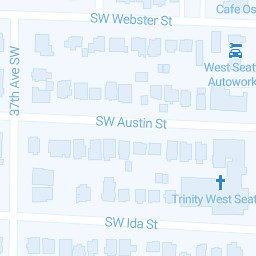 SW Webster St
Cafe Os
37th Ave SW
West Seat
Autowork
SW Austin St
Trinity West Seat
SW Ida St